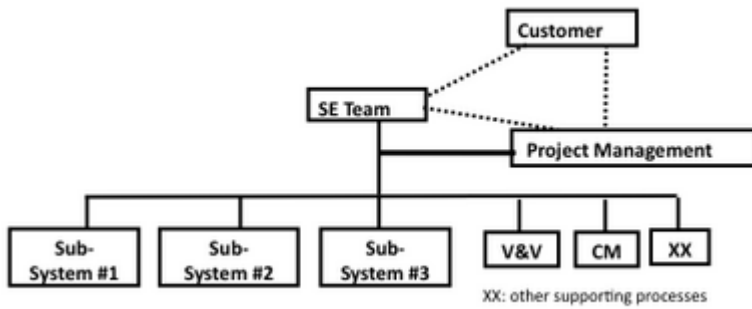 Customer
SE Team
Project Management
Sub-
System #1
Sub-
System #2
Sub-
System #3
V&V
CM
XX
XX: other supporting processes